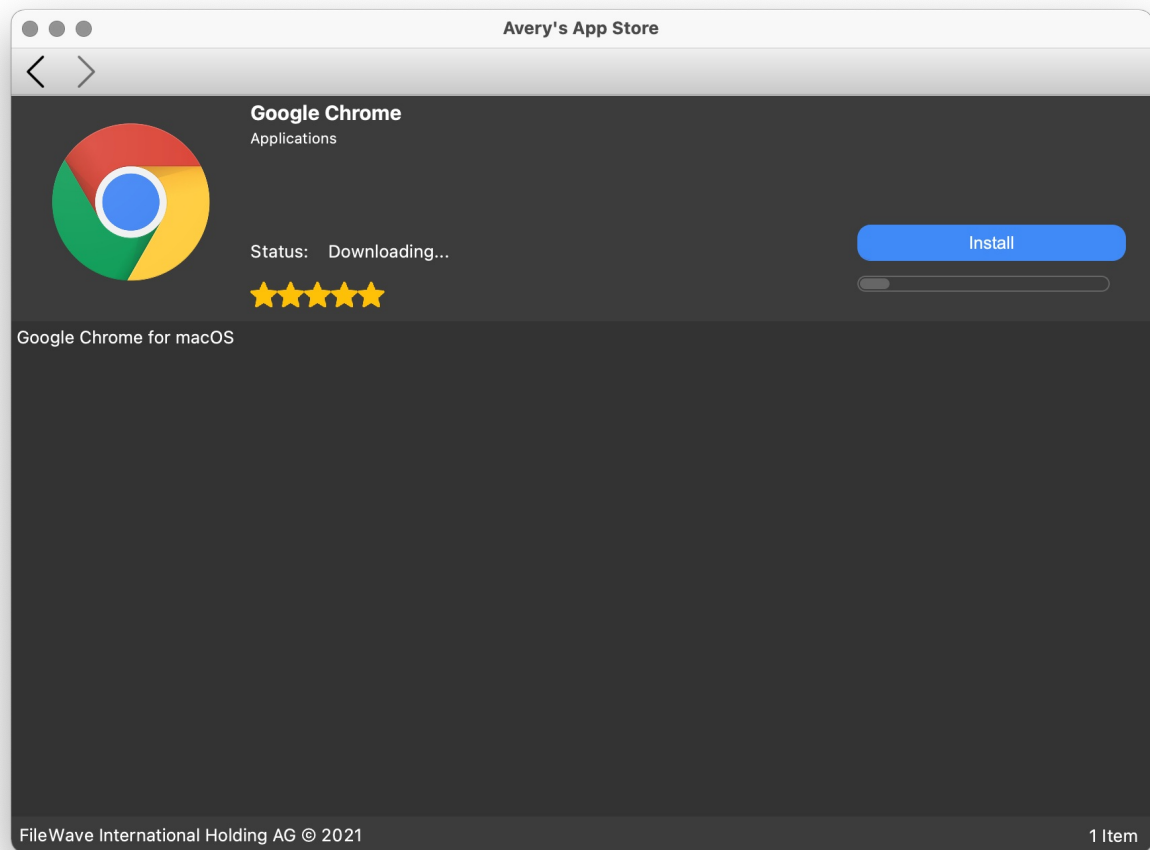 Avery's App Store
Google Chrome
Applications
Status: Downloading...
Install
Google Chrome for macOS
FileWave International Holding AG © 2021
1 Item